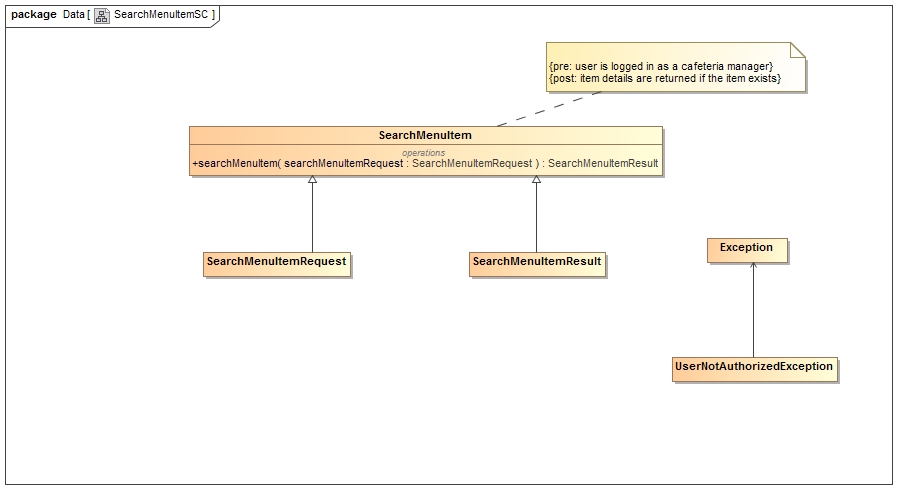 package Data [ SearchMenuItemSC ]
{pre: user is logged in as a cafeteria manager}
{post: item details are returned if the item exists}
SearchMenuItem
operations
+searchMenuItem( searchMenuItemRequest : SearchMenuItemRequest ) : SearchMenuItemResult
Exception
SearchMenuItemRequest
SearchMenuItemResult
UserNotAuthorizedException